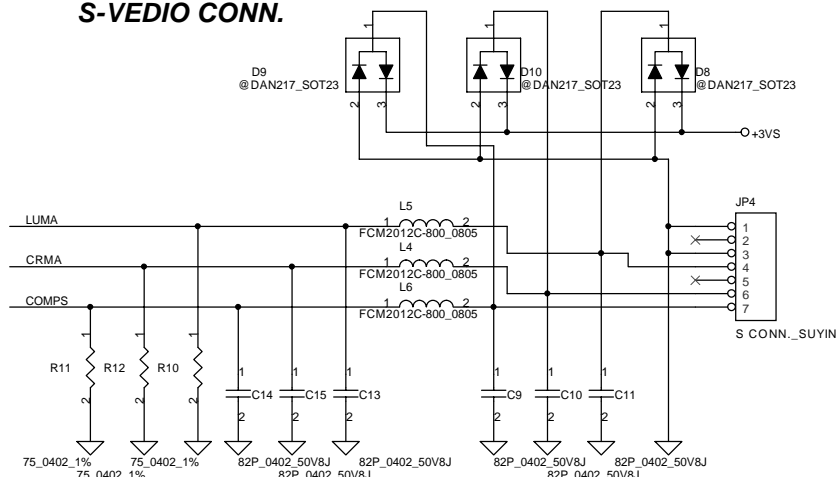 S-VEDIO CONN.
1 1 1
D9 D10 D8
@DAN217_SOT23 @DAN217_SOT23 @DAN217_SOT23
2 3 2 3 2 3
+3VS
JP4
L5
LUMA 1 2 1
FCM2012C-800_0805 2
L4 3
CRMA 1 2 4
FCM2012C-800_0805 5
L6 6
COMPS 1 2 7
FCM2012C-800_0805
S CONN._SUYIN
1 1 1
R11 R12 R10
1 1 1 1 1 1
C14 C15 C13 C9 C10 C11
2 2 2 2 2 2 2 2 2
75_0402_1% 75_0402_1% 82P_0402_50V8J 82P_0402_50V8J 82P_0402_50V8J 82P_0402_50V8J
75_0402_1% 82P_0402_50V8J 82P_0402_50V8J